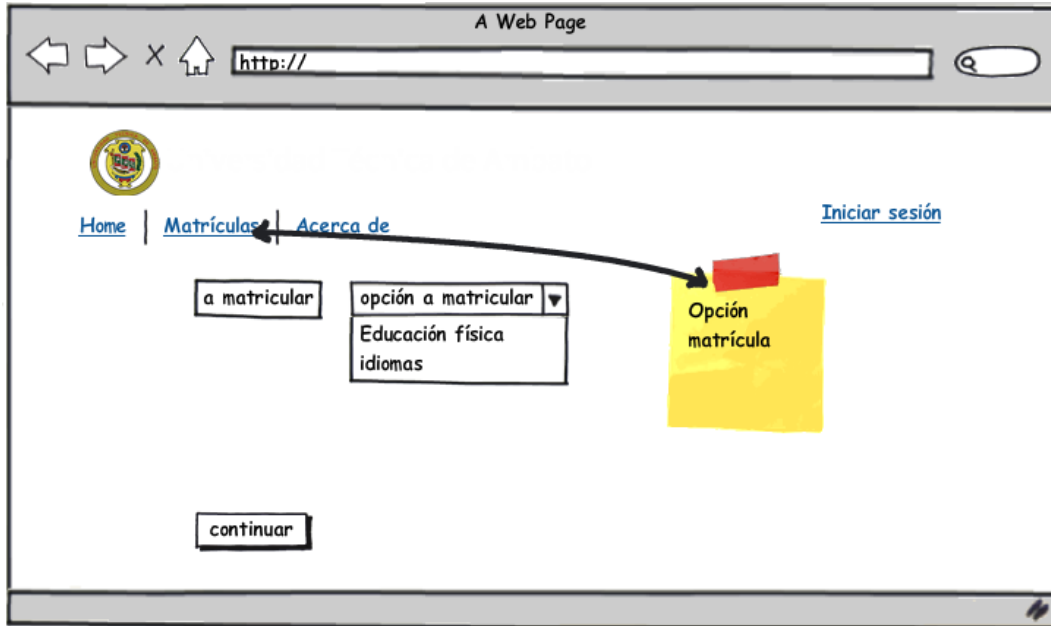 A Web Page
http://
Home | Matrículas | Acerca de
Iniciar sesión
a matricular
opción a matricular
Educación física
idiomas
Opción
matrícula
continuar